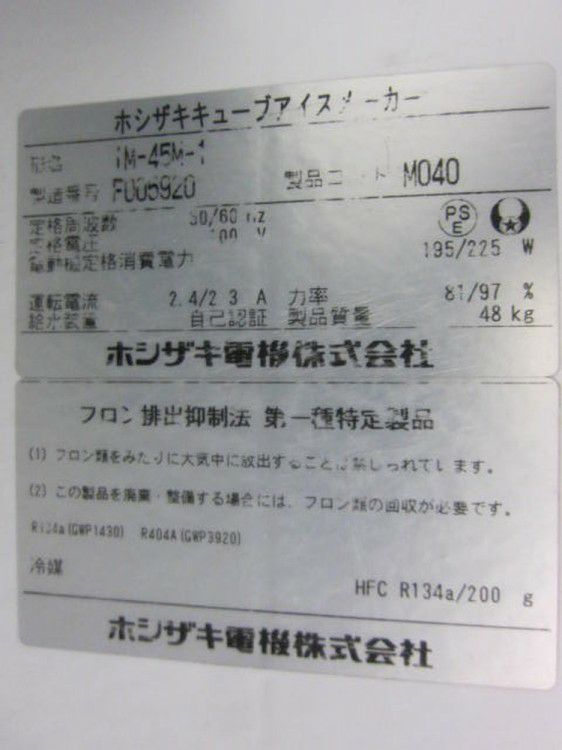 ホシザキキューブアイスメーカー
型名 IM-45M-1
製造番号 F005920 製品コード M040
定格周波数 50/60 Hz
定格電圧 100 V
PS E
電動機定格消費電力 195/225 W
運転電流 2.4/2.3 A 力率 81/97 %
給水装置 自己認証 製品質量 48 kg
ホシザキ電機株式会社
フロン排出抑制法 第一種特定製品
(1) フロン類をみだりに大気中に放出することは禁じられています。
(2) この製品を廃棄・整備する場合には、フロン類の回収が必要です。
R134a(GWP1430) R404A(GWP3920)
冷媒
HFC R134a/200 g
ホシザキ電機株式会社